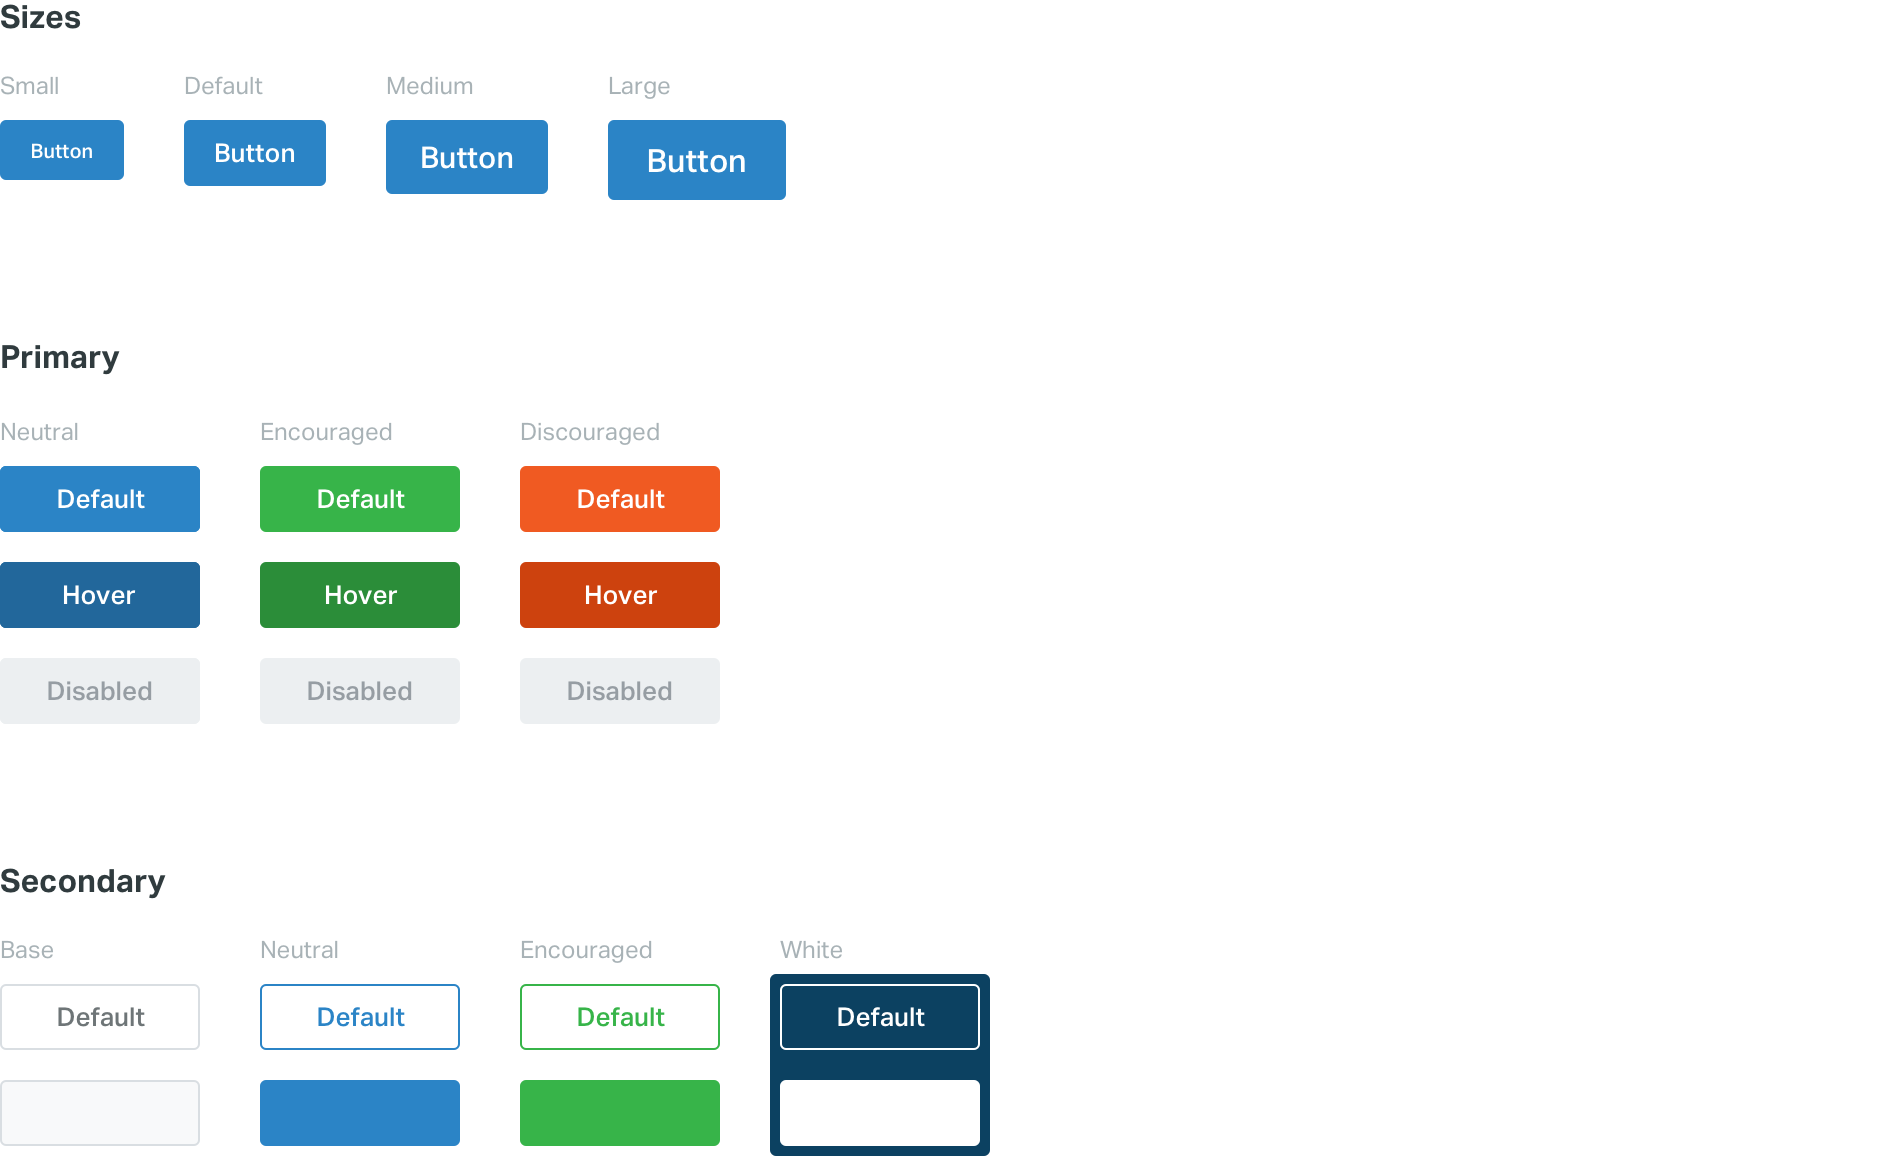 Sizes
Small Default Medium Large
Button Button Button Button
Primary
Neutral Encouraged Discouraged
Default Default Default
Hover Hover Hover
Disabled Disabled Disabled
Secondary
Base Neutral Encouraged White
Default Default Default Default